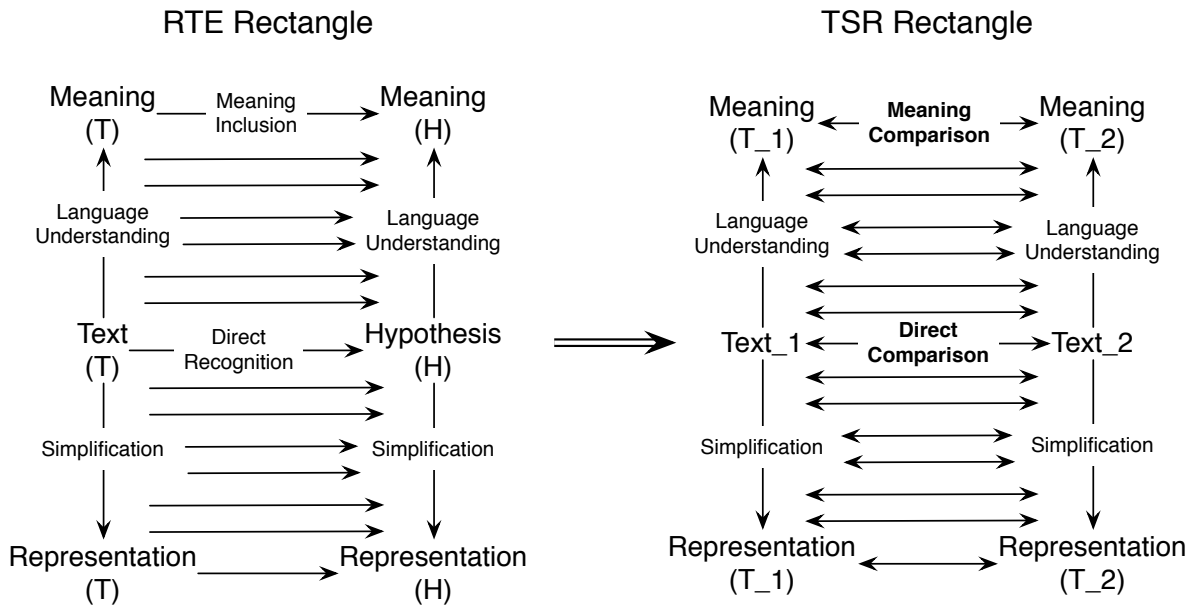 RTE Rectangle
Meaning
(T)
Meaning
Inclusion
Meaning
(H)
Language
Understanding
Language
Understanding
Text
(T)
Direct
Recognition
Hypothesis
(H)
Simplification
Simplification
Representation
(T)
Representation
(H)
TSR Rectangle
Meaning
(T_1)
Meaning
Comparison
Meaning
(T_2)
Language
Understanding
Language
Understanding
Text_1
Direct
Comparison
Text_2
Simplification
Simplification
Representation
(T_1)
Representation
(T_2)